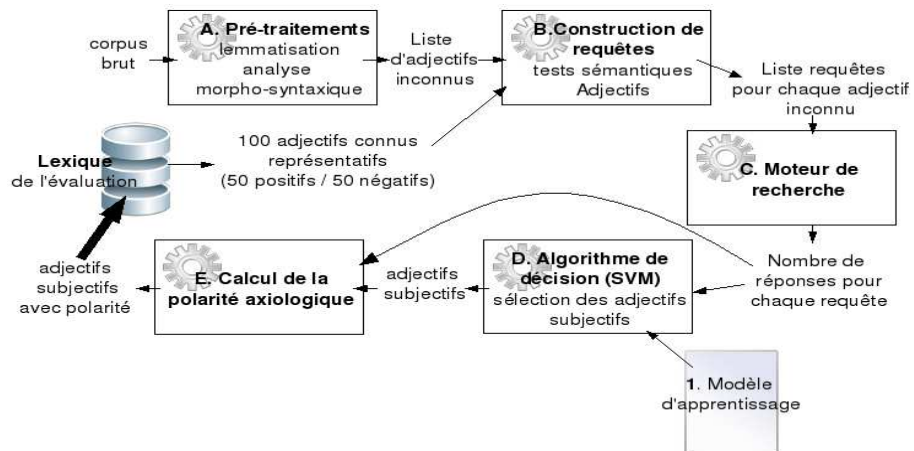 corpus
brut
A. Pré-traitements
lemmatisation
analyse
morpho-syntaxique
Liste
d'adjectifs
inconnus
B.Construction de
requêtes
tests sémantiques
Adjectifs
Liste requêtes
pour chaque adjectif
inconnu
Lexique
de l'évaluation
100 adjectifs connus
représentatifs
(50 positifs / 50 négatifs)
C. Moteur de
recherche
Nombre de
réponses pour
chaque requête
D. Algorithme de
décision (SVM)
sélection des adjectifs
subjectifs
adjectifs
subjectifs
E. Calcul de la
polarité axiologique
adjectifs
subjectifs
avec polarité
1. Modèle
d'apprentissage